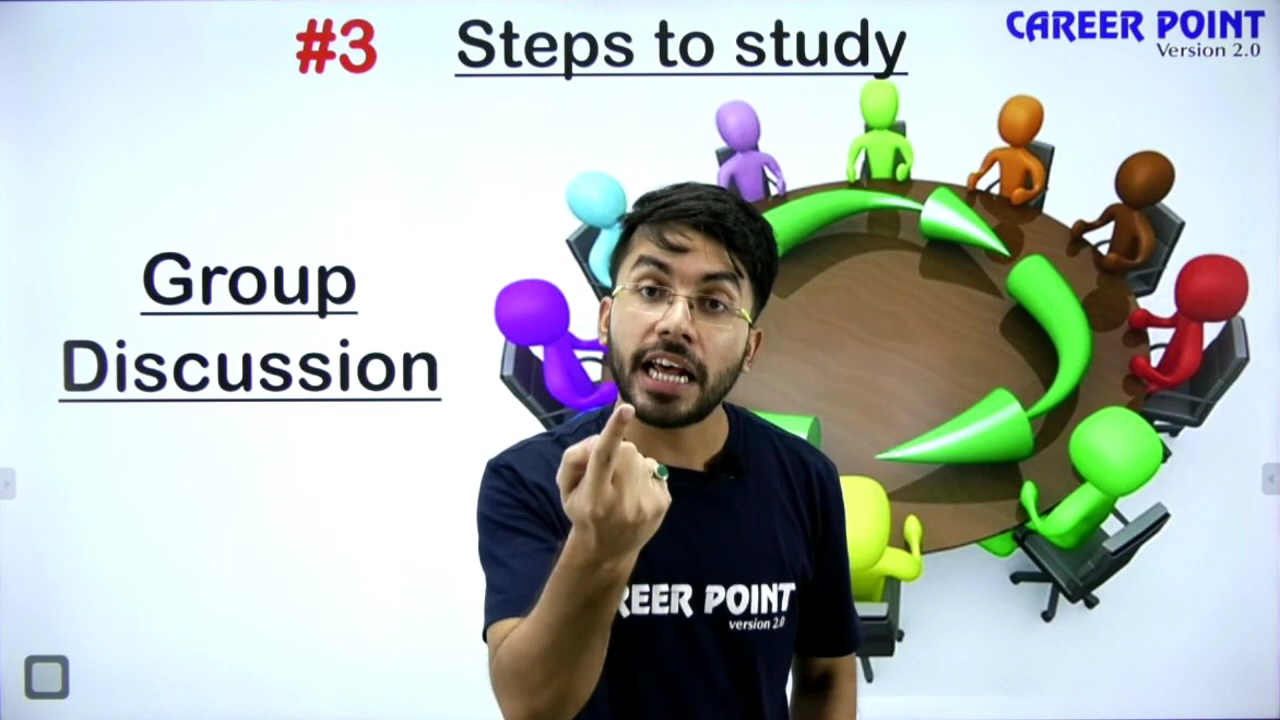 #3 Steps to study
CAREER POINT
Version 2.0
Group
Discussion
REER POINT
version 2.0